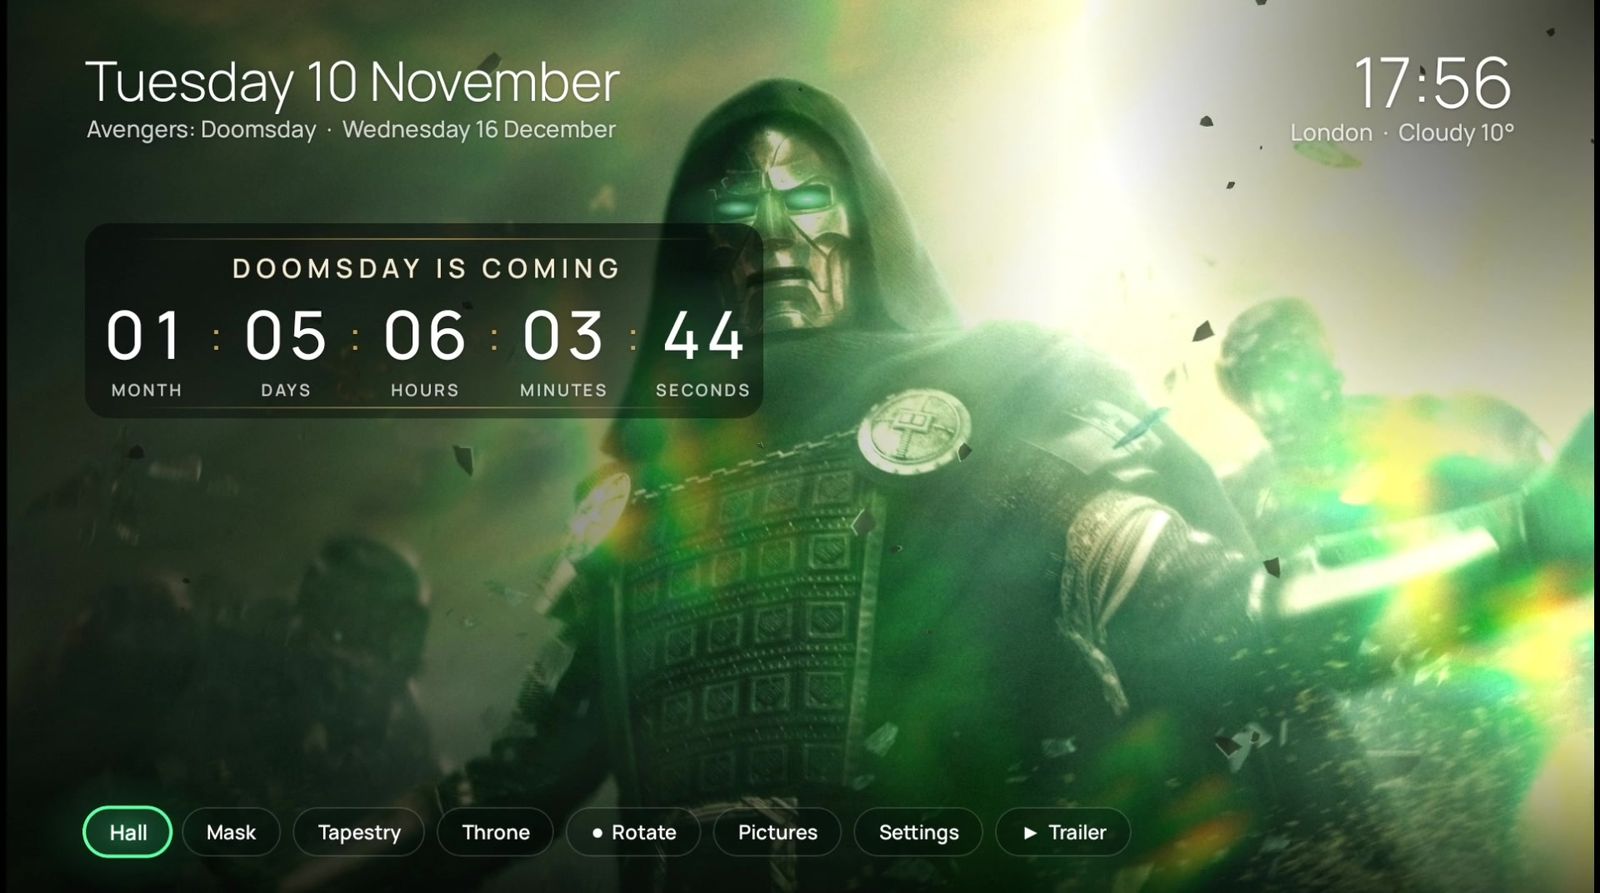 Tuesday 10 November
Avengers: Doomsday · Wednesday 16 December
17:56
London · Cloudy 10°
DOOMSDAY IS COMING
01 : 05 : 06 : 03 : 44
MONTH DAYS HOURS MINUTES SECONDS
Hall Mask Tapestry Throne ● Rotate Pictures Settings ► Trailer